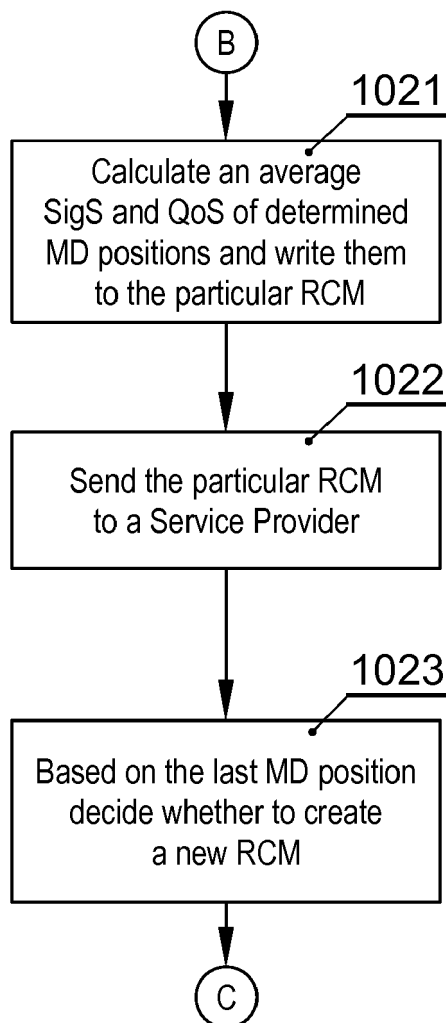 B
1021
Calculate an average
SigS and QoS of determined
MD positions and write them
to the particular RCM
1022
Send the particular RCM
to a Service Provider
1023
Based on the last MD position
decide whether to create
a new RCM
C